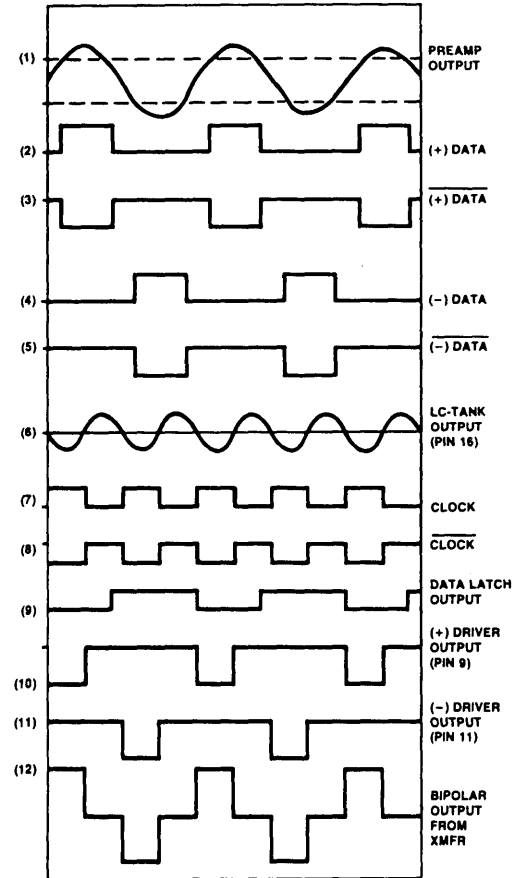 (1)
PREAMP
OUTPUT
(2)
(+) DATA
(3)
(+) DATA
(4)
(−) DATA
(5)
(−) DATA
(6)
LC-TANK
OUTPUT
(PIN 16)
(7)
CLOCK
(8)
CLOCK
(9)
DATA LATCH
OUTPUT
(10)
(+) DRIVER
OUTPUT
(PIN 9)
(11)
(−) DRIVER
OUTPUT
(PIN 11)
(12)
BIPOLAR
OUTPUT
FROM
XMFR